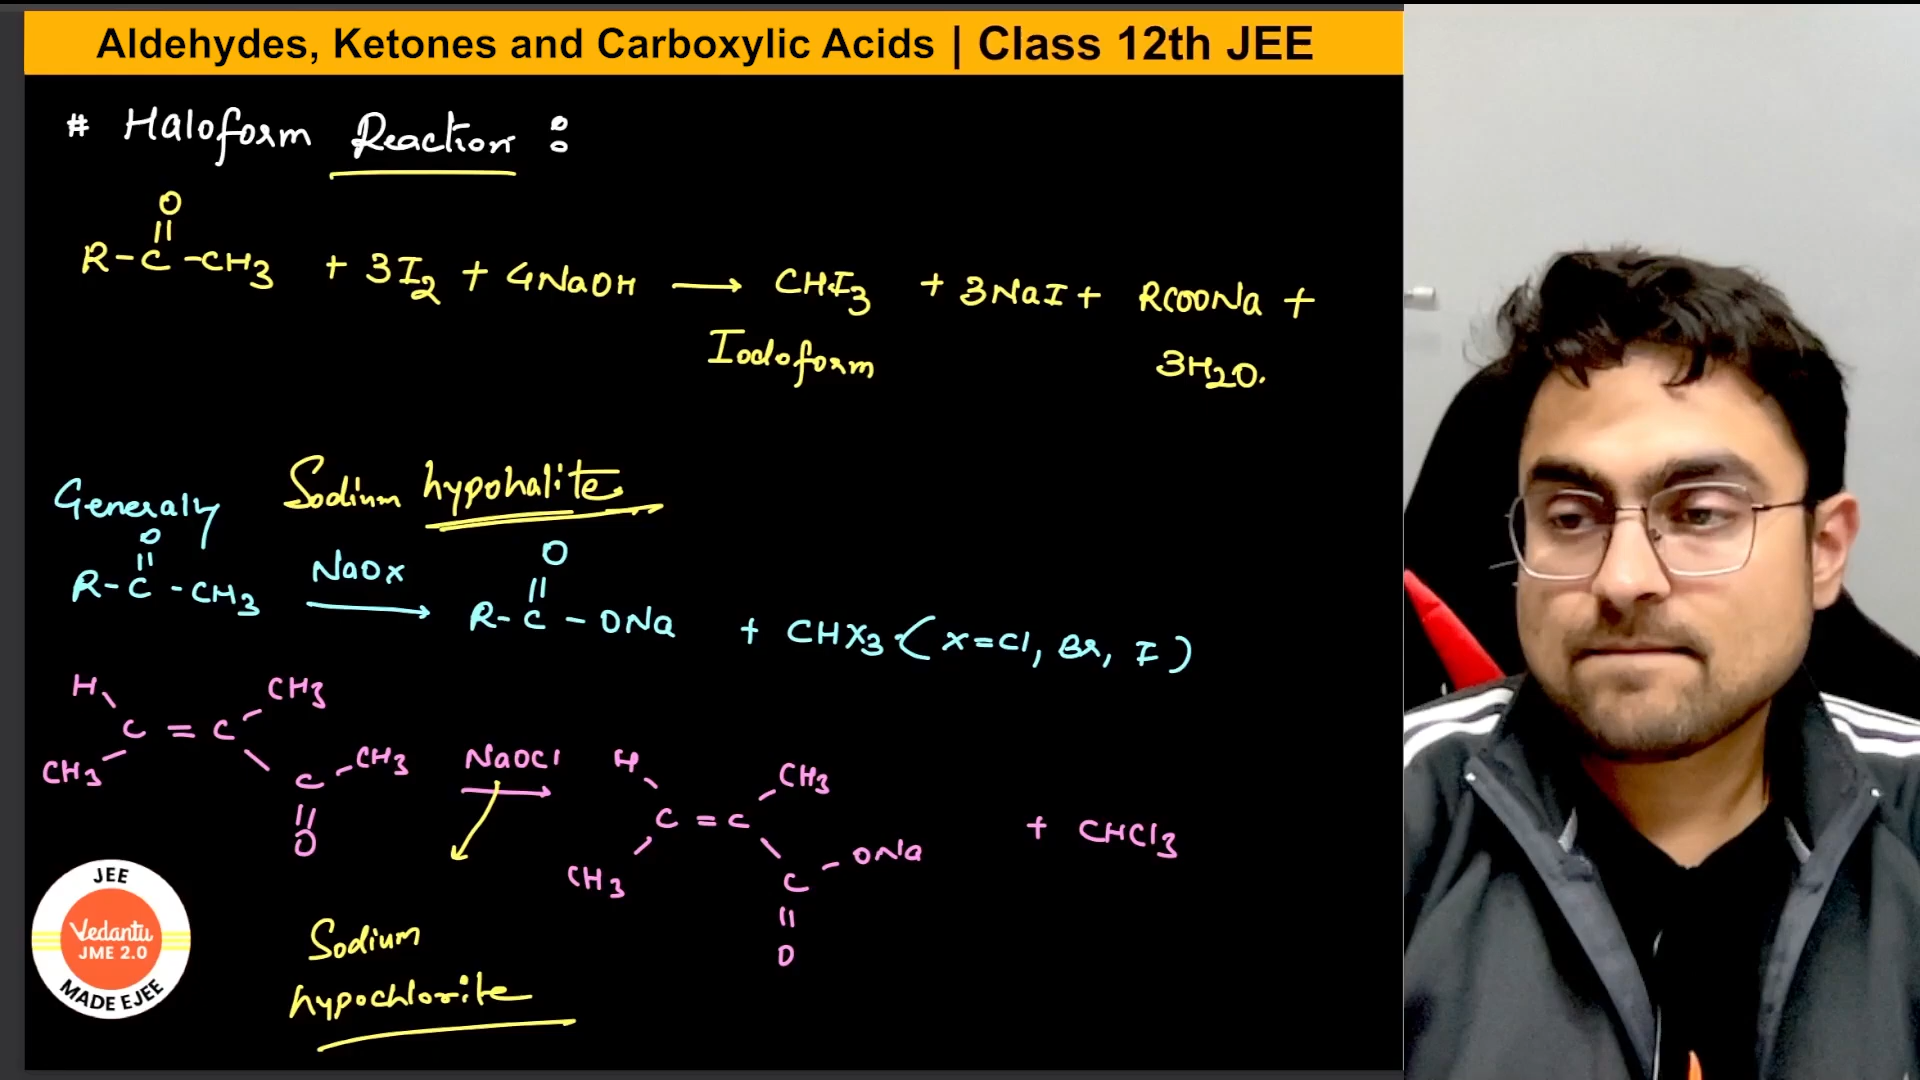 Aldehydes, Ketones and Carboxylic Acids | Class 12th JEE
# Haloform Reaction :
O
||
R-C-CH3 + 3I2 + 4NaOH ⟶ CHI3 + 3NaI + RCOONa +
Iodoform 3H2O.
Generaly Sodium hypohalite
O
||
R-C-CH3 NaOX ⟶
O
||
R-C-ONa + CHX3 (X=Cl, Br, I)
H CH3
C = C
CH3 C-CH3
||
O
NaOCl ⟶
H CH3
C = C
CH3 C-ONa
||
O
+ CHCl3
Sodium
hypochlorite
JEE
Vedantu
JME 2.0
MADE EJEE